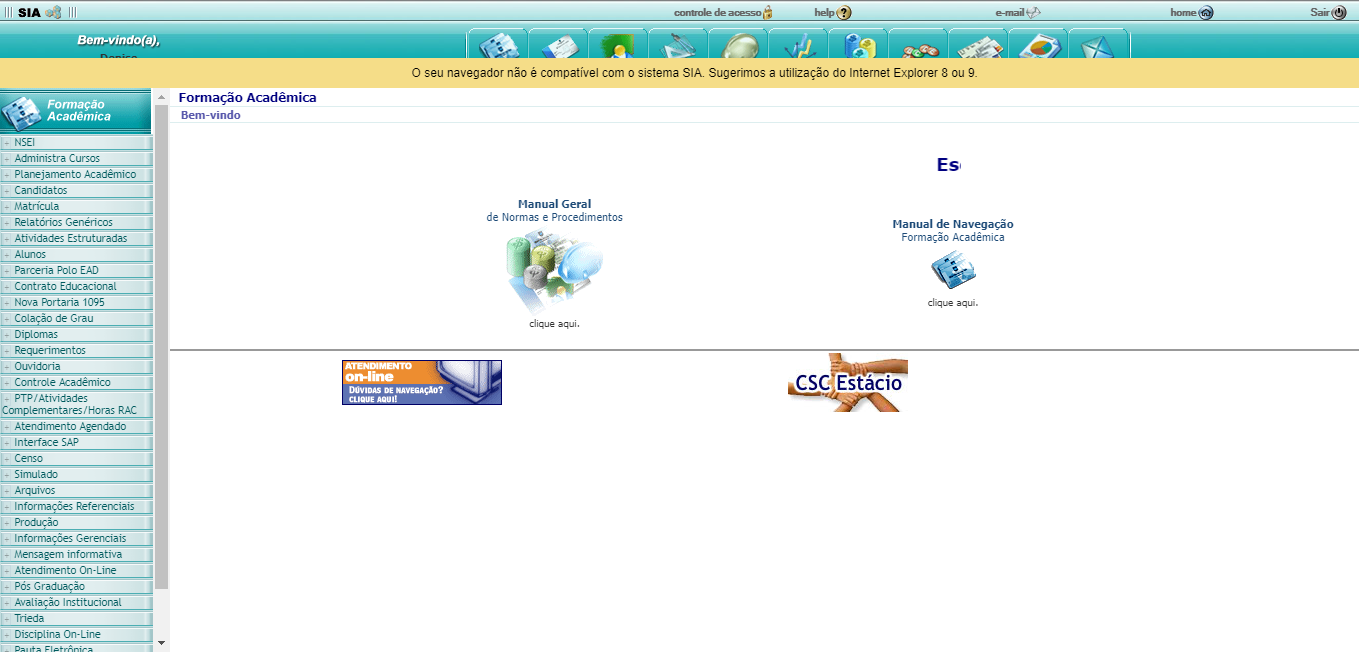 SIA
controle de acesso
help
e-mail
home
Sair
Bem-vindo(a),
O seu navegador não é compatível com o sistema SIA. Sugerimos a utilização do Internet Explorer 8 ou 9.
Formação
Acadêmica
NSEI
Administra Cursos
Planejamento Acadêmico
Candidatos
Matrícula
Relatórios Genéricos
Atividades Estruturadas
Alunos
Parceria Polo EAD
Contrato Educacional
Nova Portaria 1095
Colação de Grau
Diplomas
Requerimentos
Ouvidoria
Controle Acadêmico
PTP/Atividades
Complementares/Horas RAC
Atendimento Agendado
Interface SAP
Censo
Simulado
Arquivos
Informações Referenciais
Produção
Informações Gerenciais
Mensagem informativa
Atendimento On-Line
Pós Graduação
Avaliação Institucional
Trieda
Disciplina On-Line
Pauta Eletrônica
Formação Acadêmica
Bem-vindo
Es
Manual Geral
de Normas e Procedimentos
clique aqui.
Manual de Navegação
Formação Acadêmica
clique aqui.
ATENDIMENTO
on-line
DÚVIDAS DE NAVEGAÇÃO?
CLIQUE AQUI!
CSC Estácio